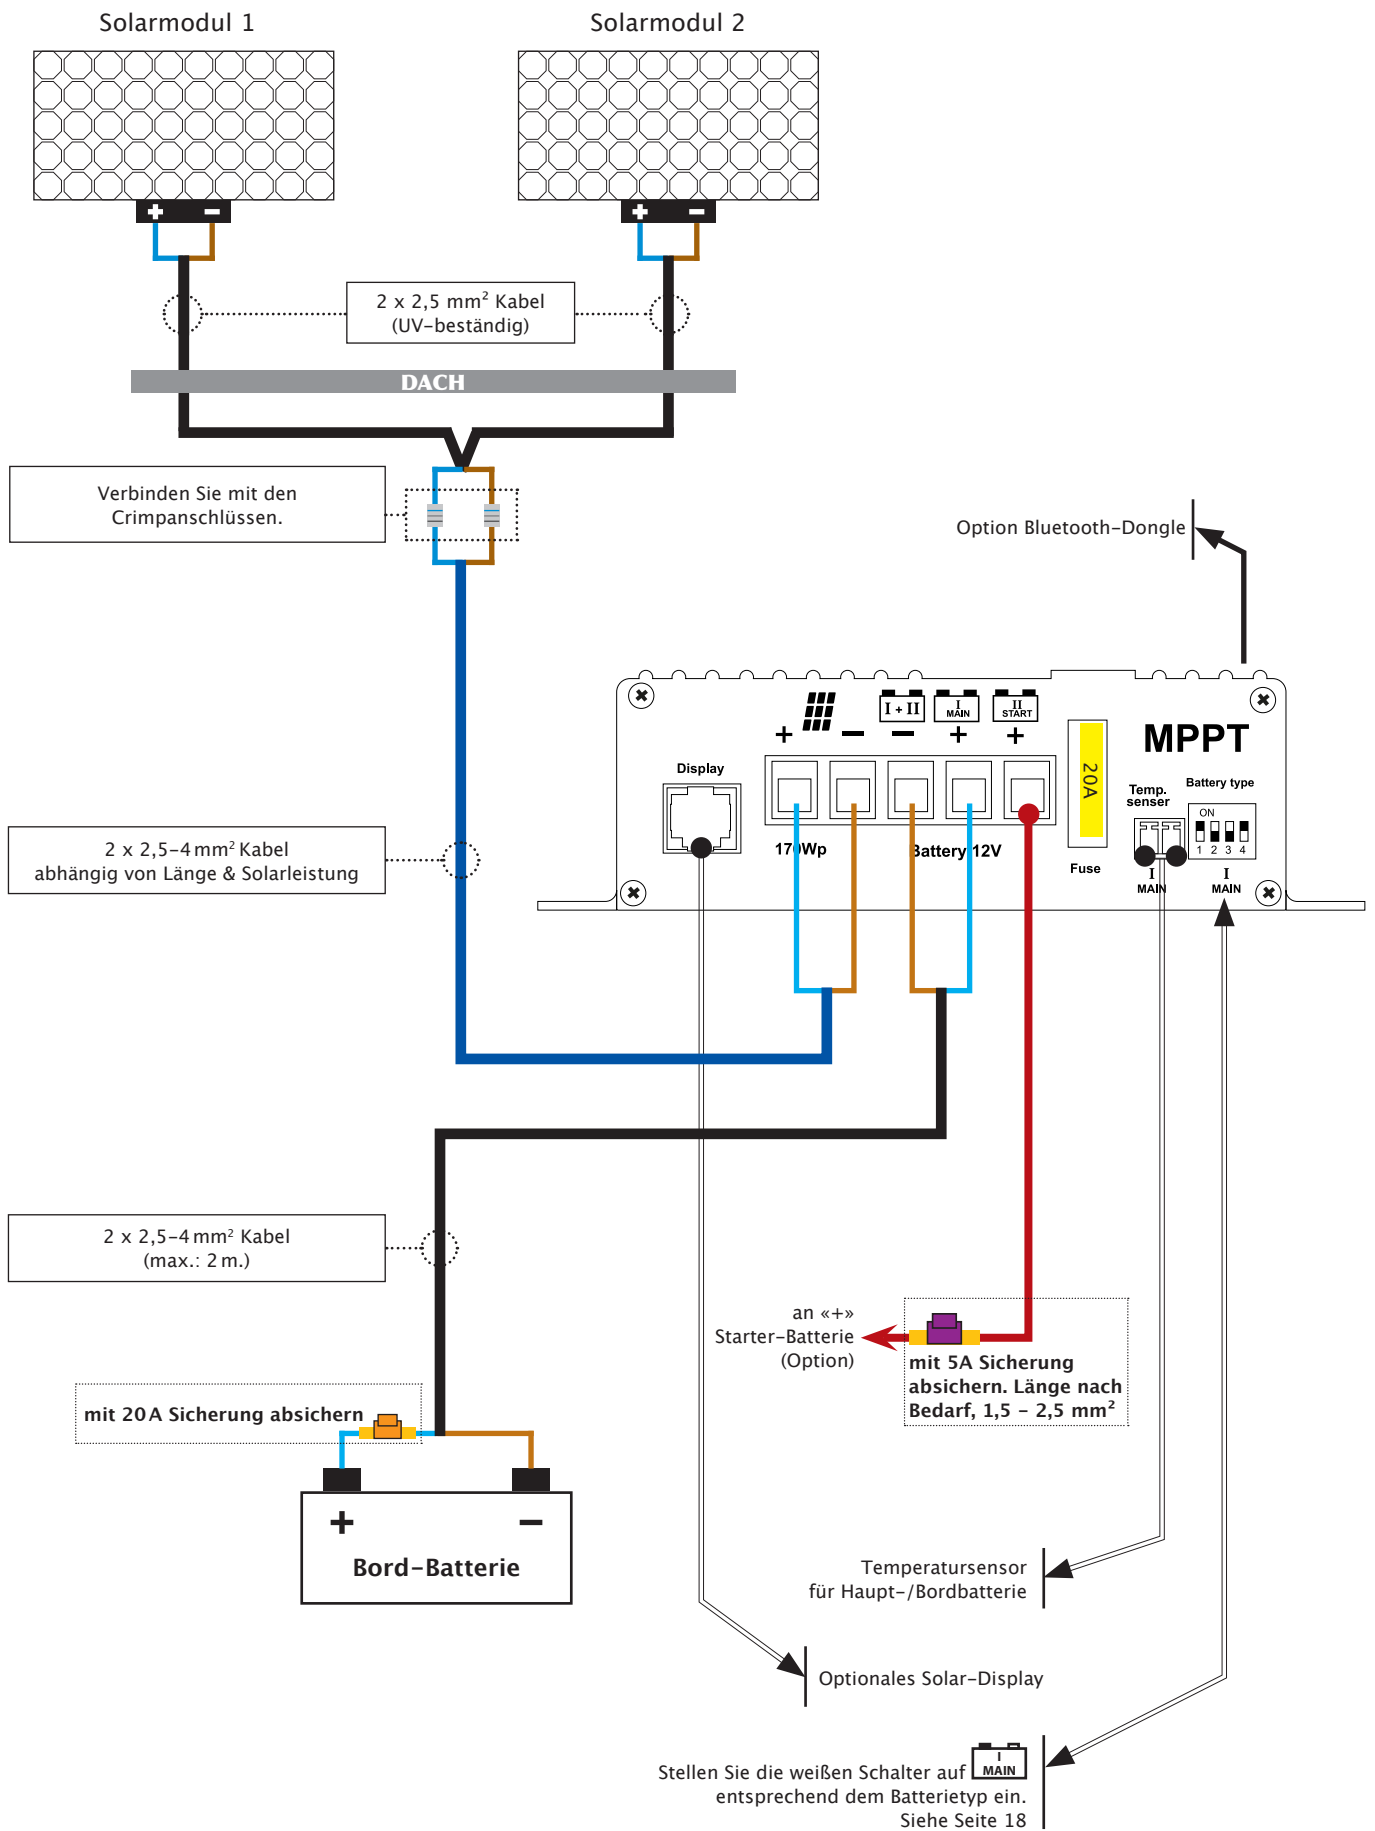 Solarmodul 1
Solarmodul 2
+ −
+ −
2 x 2,5 mm² Kabel
(UV-beständig)
DACH
Verbinden Sie mit den
Crimpanschlüssen.
Option Bluetooth-Dongle
I + II
I
MAIN
II
START
+ − − + +
MPPT
Display
20A
Temp.
senser
Battery type
ON
1 2 3 4
170Wp
Battery 12V
Fuse
I
MAIN
I
MAIN
2 x 2,5-4 mm² Kabel
abhängig von Länge & Solarleistung
2 x 2,5-4 mm² Kabel
(max.: 2 m.)
an «+»
Starter-Batterie
(Option)
mit 5A Sicherung
absichern. Länge nach
Bedarf, 1,5 – 2,5 mm²
mit 20A Sicherung absichern
+ −
Bord-Batterie
Temperatursensor
für Haupt-/Bordbatterie
Optionales Solar-Display
Stellen Sie die weißen Schalter auf I MAIN
entsprechend dem Batterietyp ein.
Siehe Seite 18